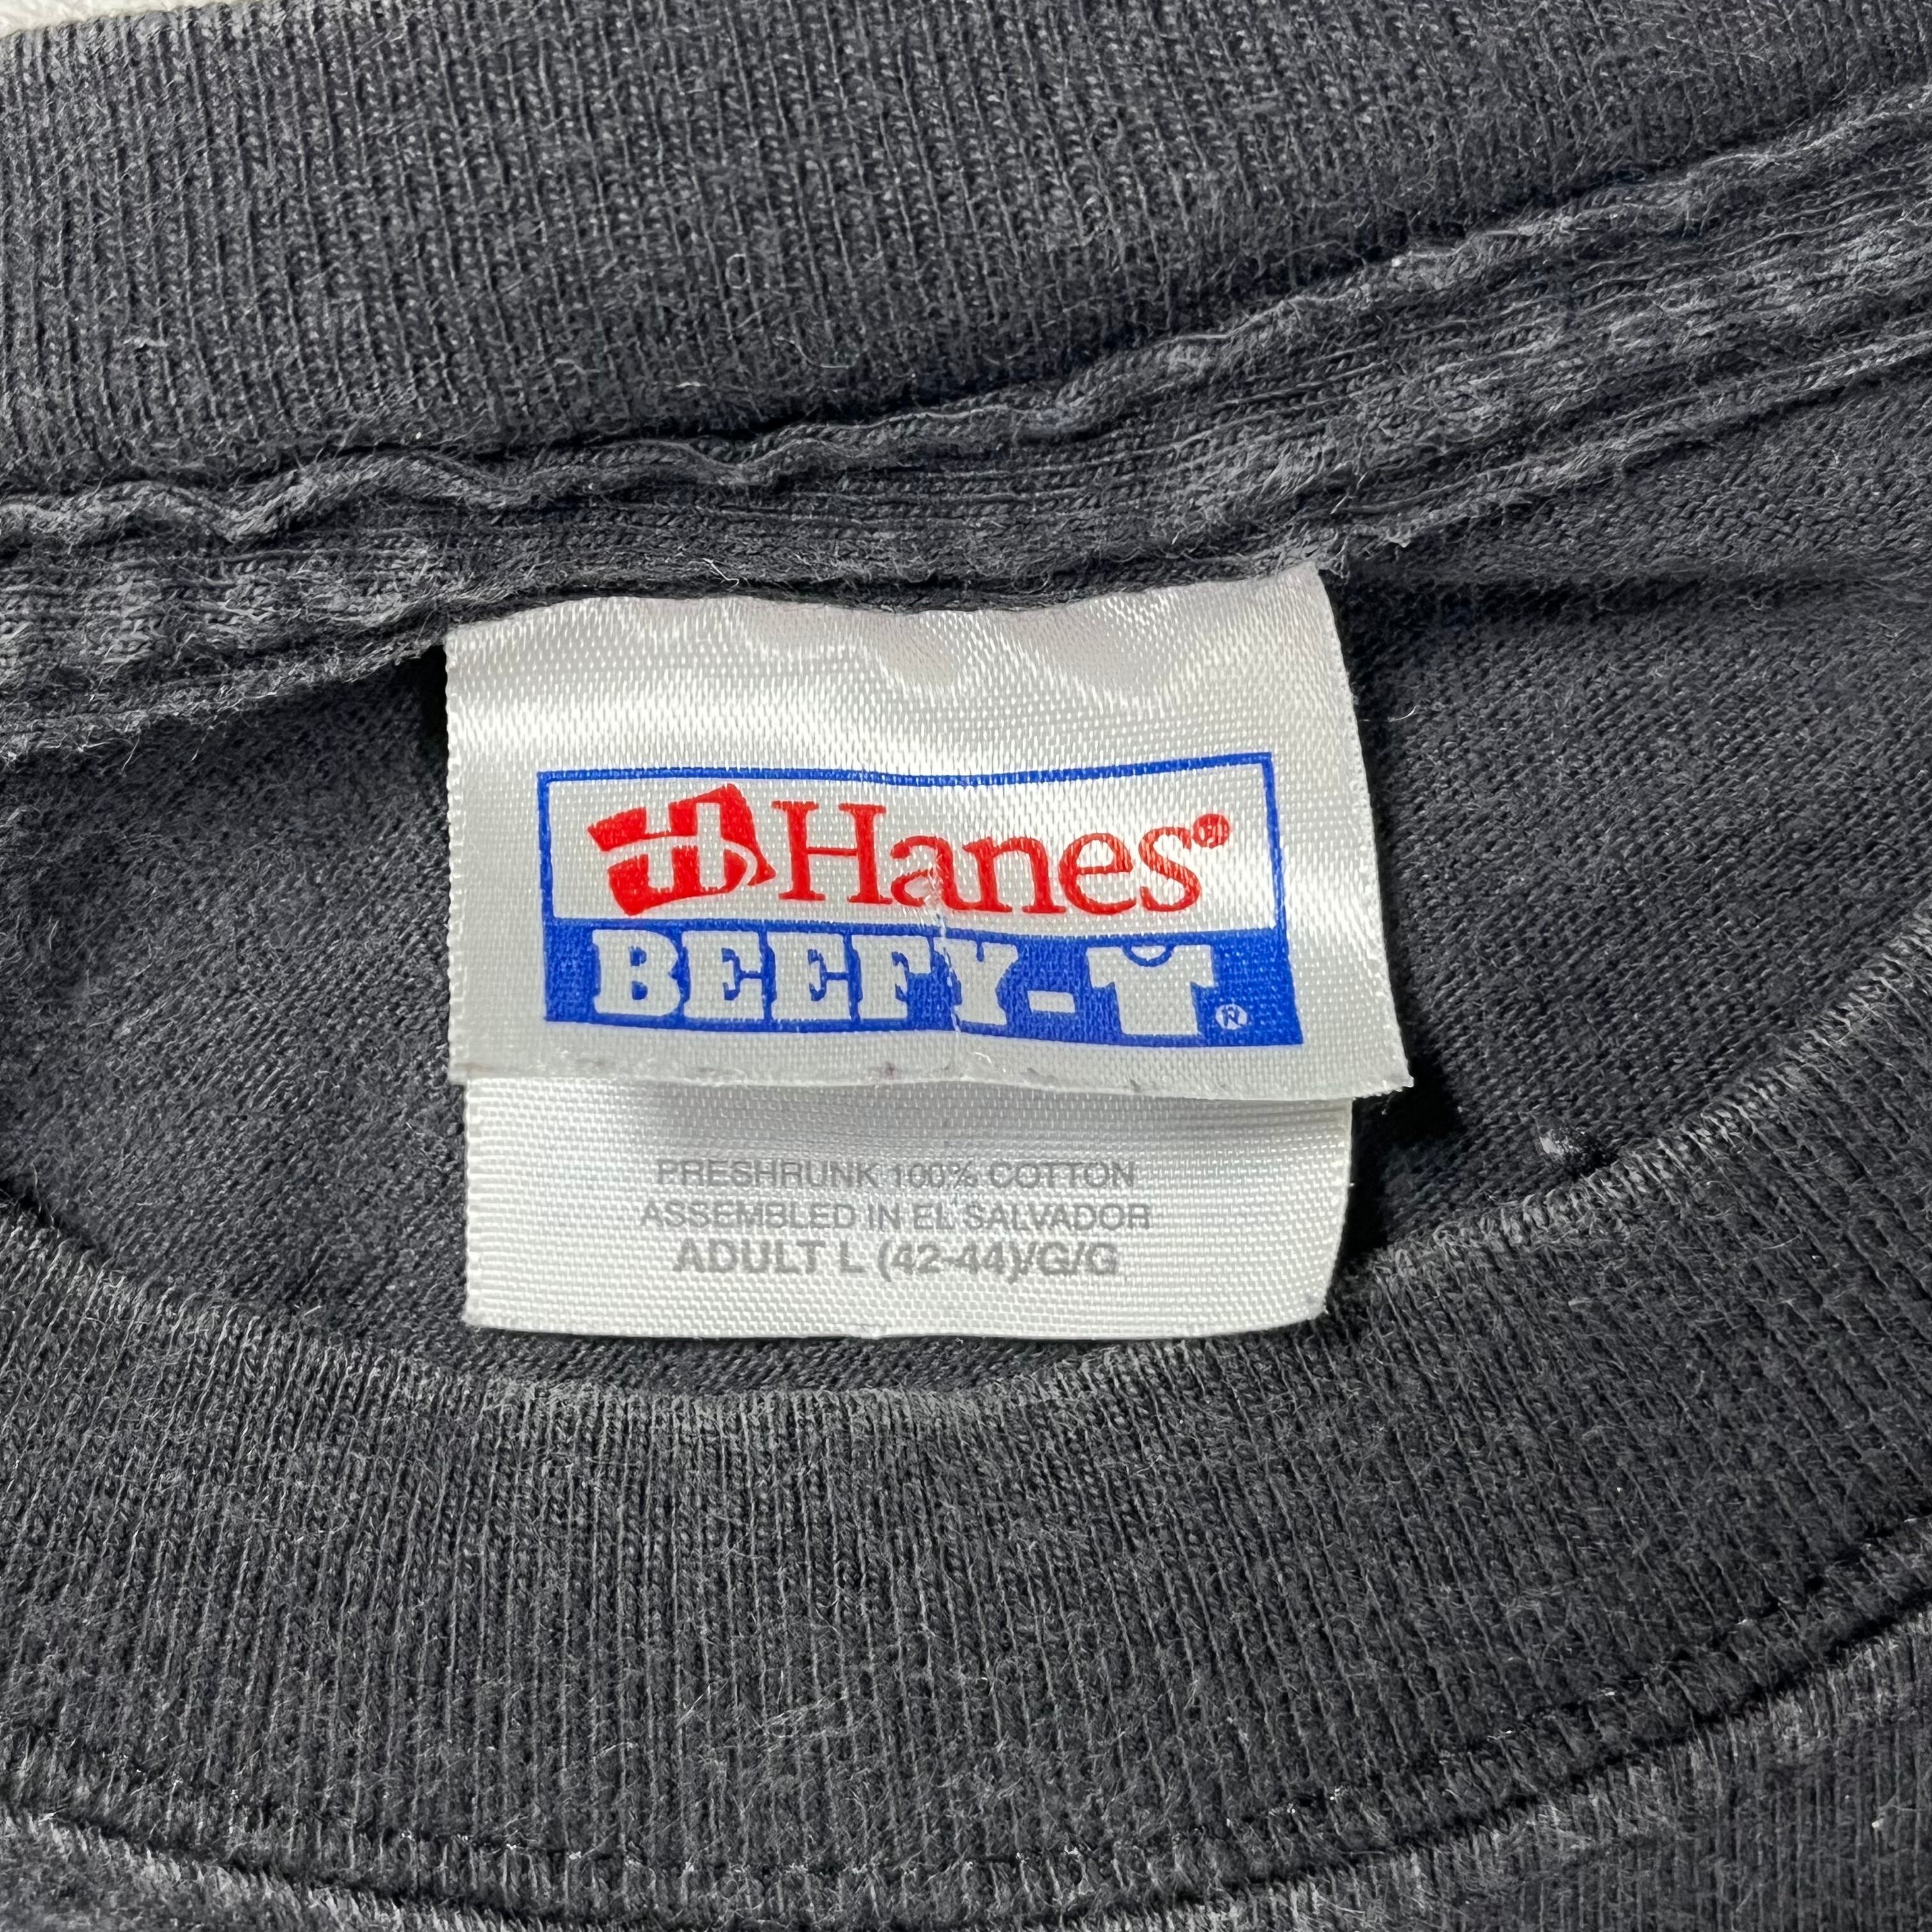 H Hanes®
BEEFY-T®
PRESHRUNK 100% COTTON
ASSEMBLED IN EL SALVADOR
ADULT L (42-44)/G/G